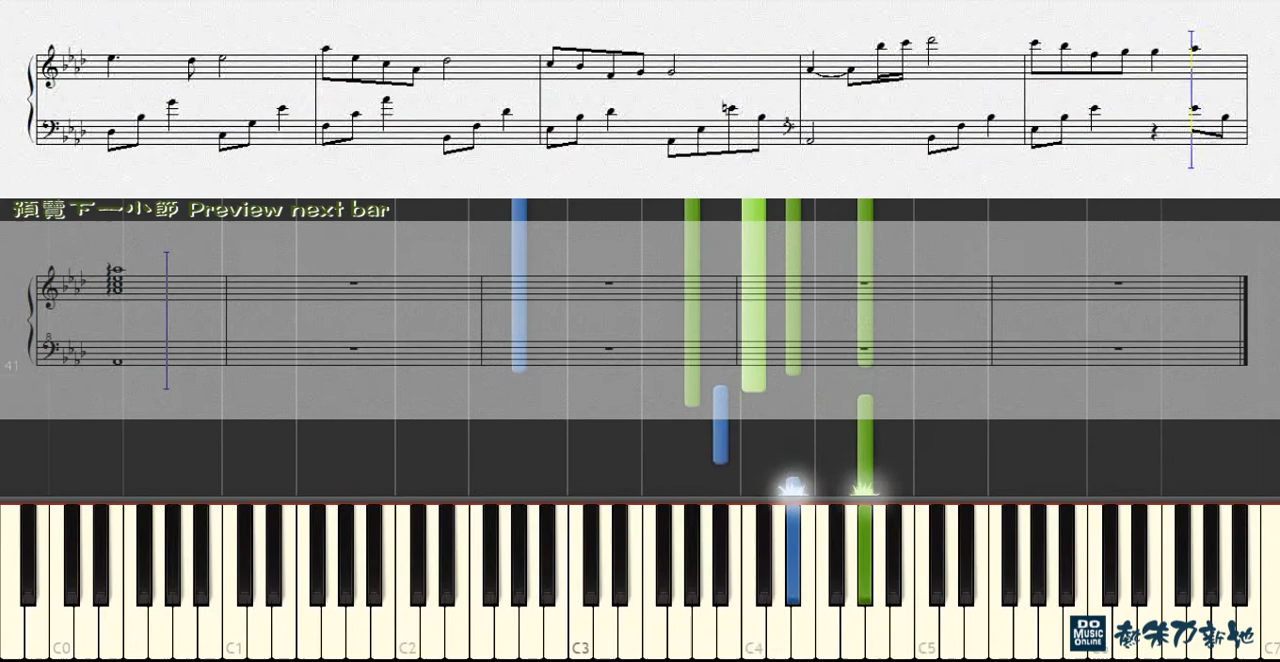 預覽下一小節 Preview next bar
41
C0 C1 C2 C3 C4 C5 C7
DO
MUSIC
ONLINE